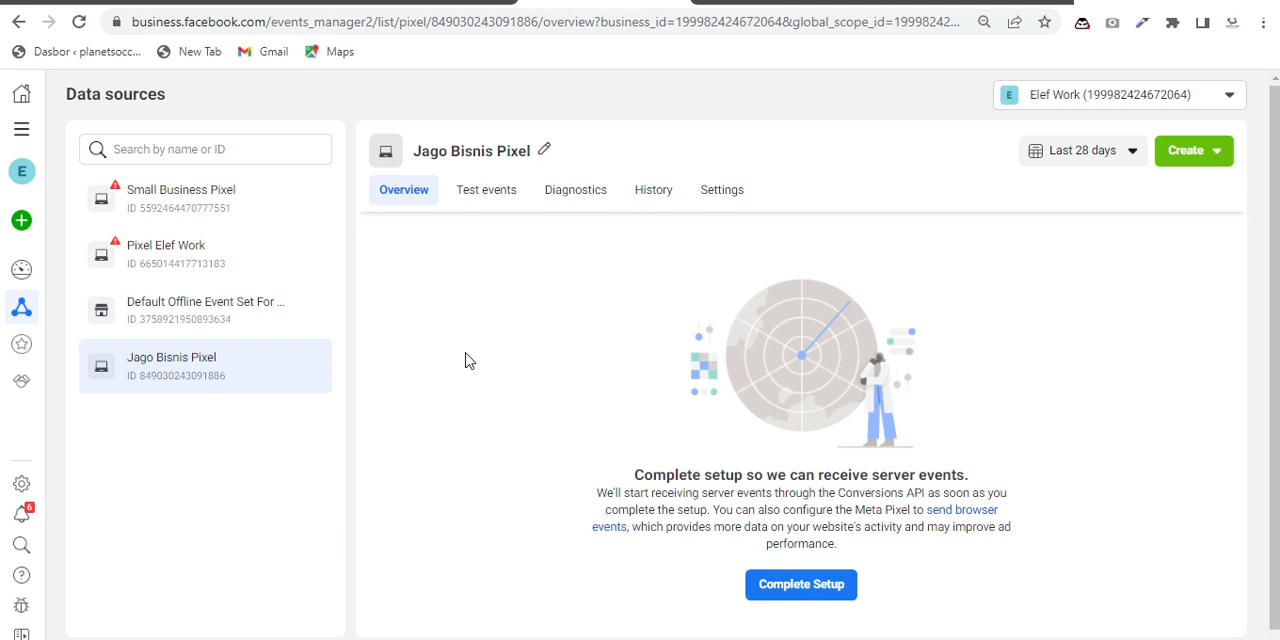 business.facebook.com/events_manager2/list/pixel/849030243091886/overview?business_id=199982424672064&global_scope_id=19998242...
Dasbor ‹ planetsocc...
New Tab
Gmail
Maps
Data sources
E
Elef Work (199982424672064)
Search by name or ID
Jago Bisnis Pixel
Last 28 days
Create
E
Small Business Pixel
ID 5592464470777551
Overview
Test events
Diagnostics
History
Settings
Pixel Elef Work
ID 665014417713183
Default Offline Event Set For ...
ID 3758921950893634
Jago Bisnis Pixel
ID 849030243091886
Complete setup so we can receive server events.
We'll start receiving server events through the Conversions API as soon as you
complete the setup. You can also configure the Meta Pixel to send browser
events, which provides more data on your website's activity and may improve ad
performance.
Complete Setup
6